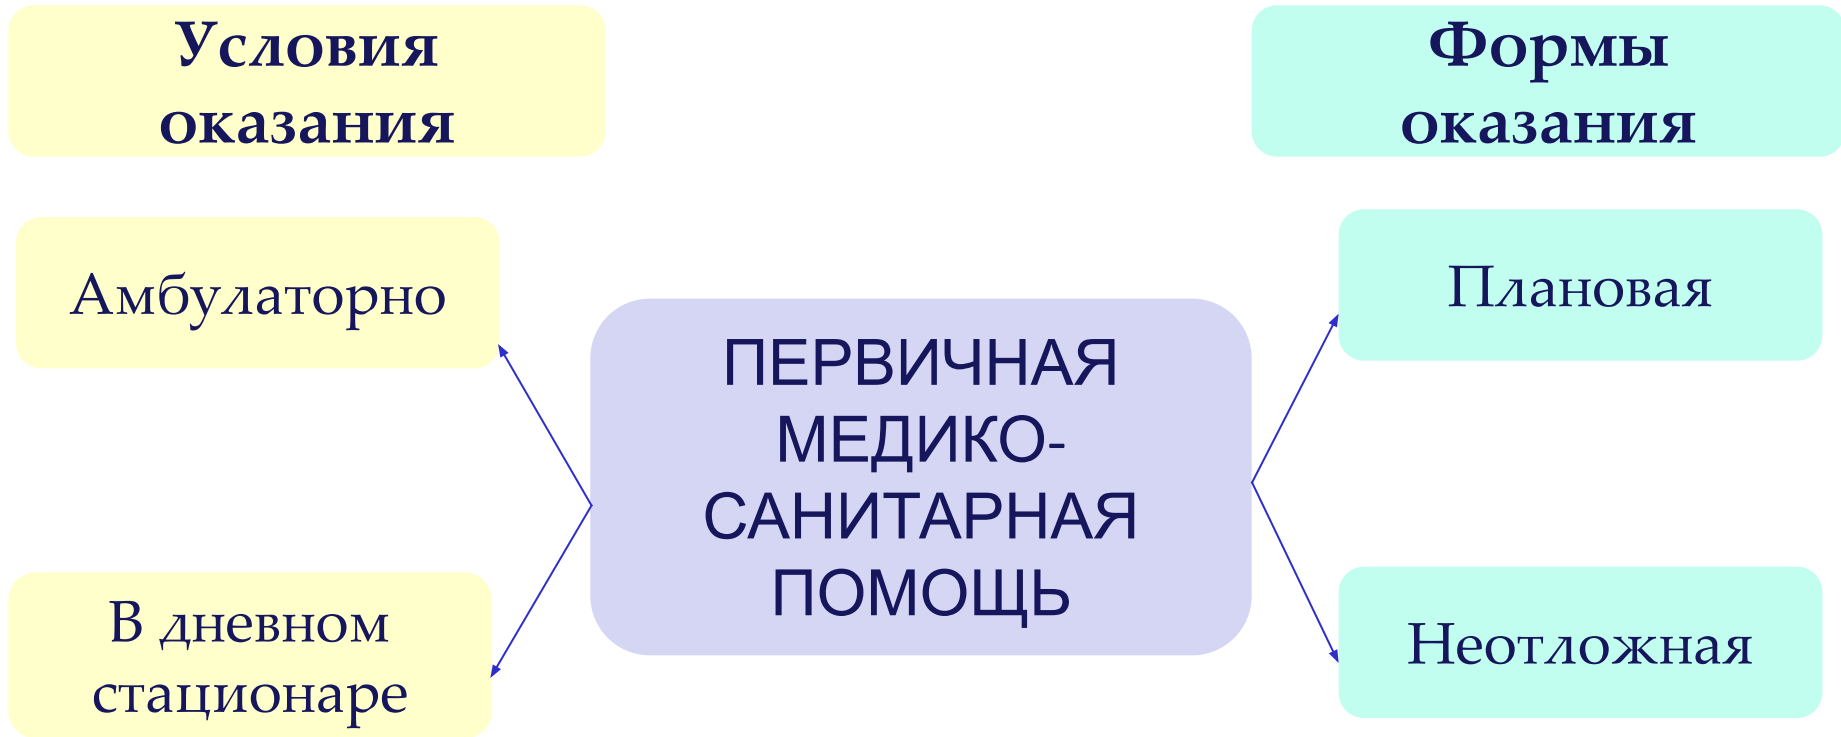 Условия
оказания
Формы
оказания
Амбулаторно
Плановая
ПЕРВИЧНАЯ
МЕДИКО-
САНИТАРНАЯ
ПОМОЩЬ
В дневном
стационаре
Неотложная